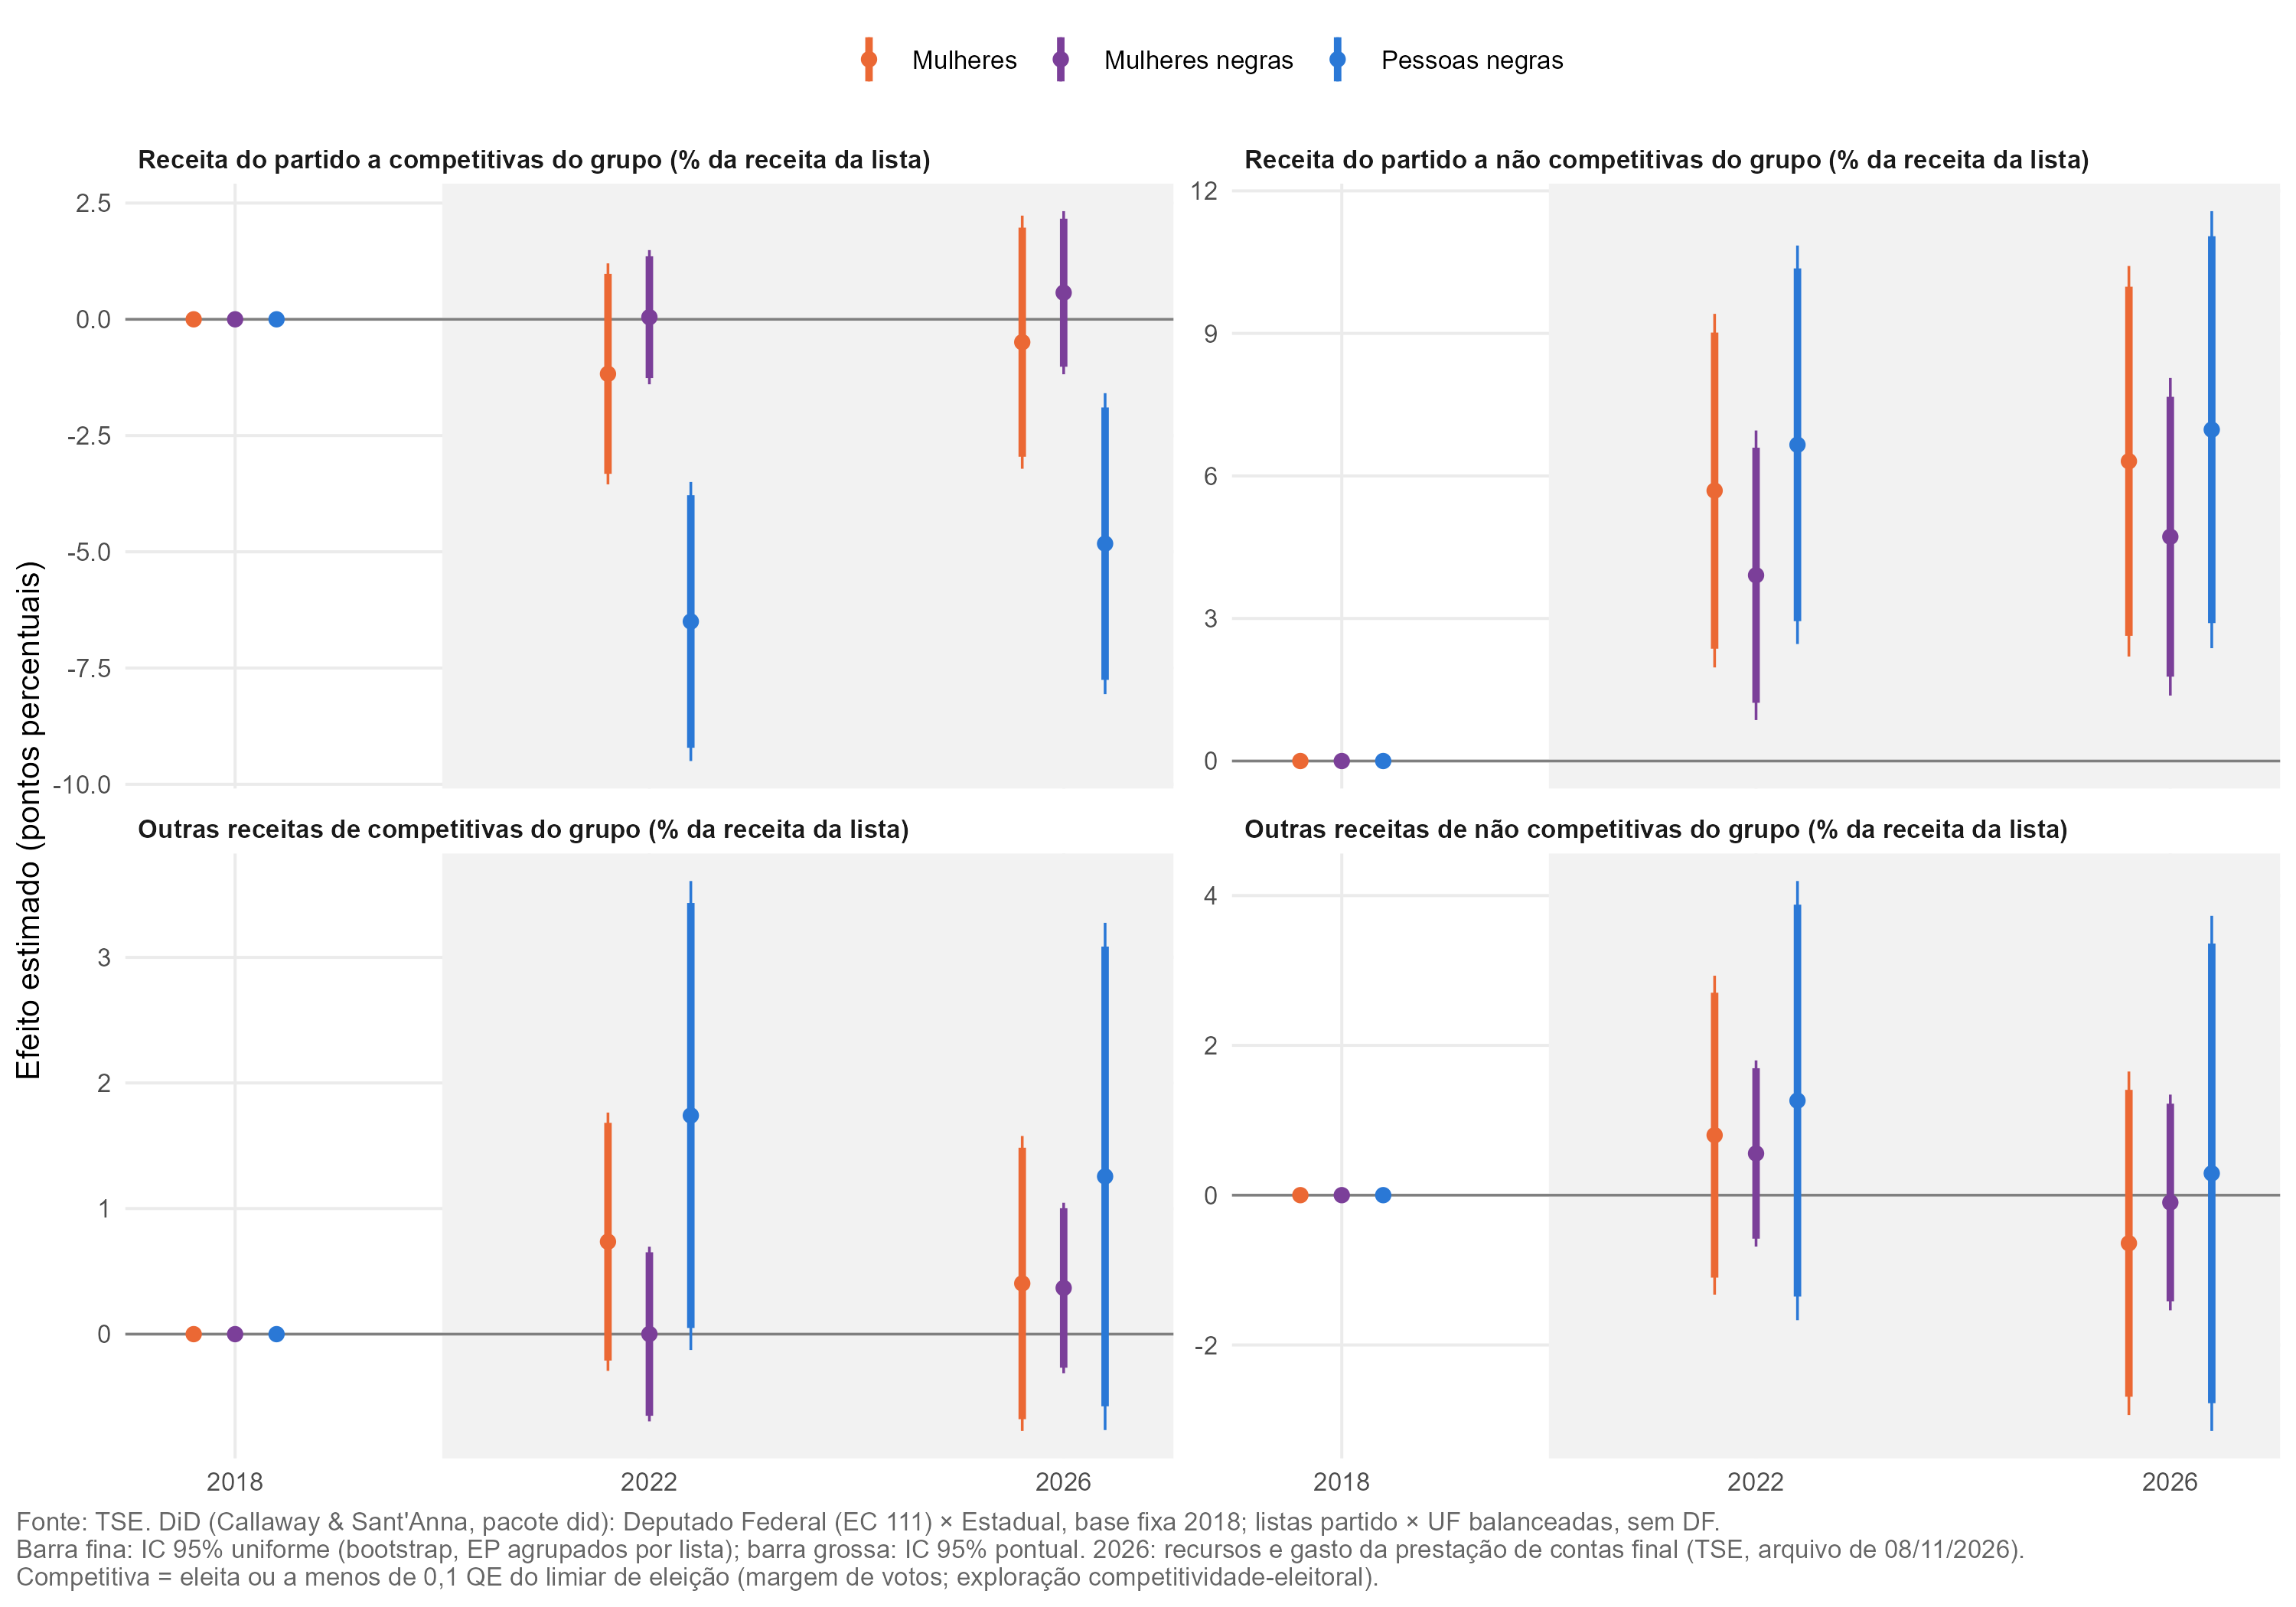 Mulheres
Mulheres negras
Pessoas negras
Efeito estimado (pontos percentuais)
Receita do partido a competitivas do grupo (% da receita da lista)
2.5
0.0
-2.5
-5.0
-7.5
-10.0
Receita do partido a não competitivas do grupo (% da receita da lista)
12
9
6
3
0
Outras receitas de competitivas do grupo (% da receita da lista)
3
2
1
0
2018
2022
2026
Outras receitas de não competitivas do grupo (% da receita da lista)
4
2
0
-2
2018
2022
2026
Fonte: TSE. DiD (Callaway & Sant'Anna, pacote did): Deputado Federal (EC 111) × Estadual, base fixa 2018; listas partido × UF balanceadas, sem DF.
Barra fina: IC 95% uniforme (bootstrap, EP agrupados por lista); barra grossa: IC 95% pontual. 2026: recursos e gasto da prestação de contas final (TSE, arquivo de 08/11/2026).
Competitiva = eleita ou a menos de 0,1 QE do limiar de eleição (margem de votos; exploração competitividade-eleitoral).